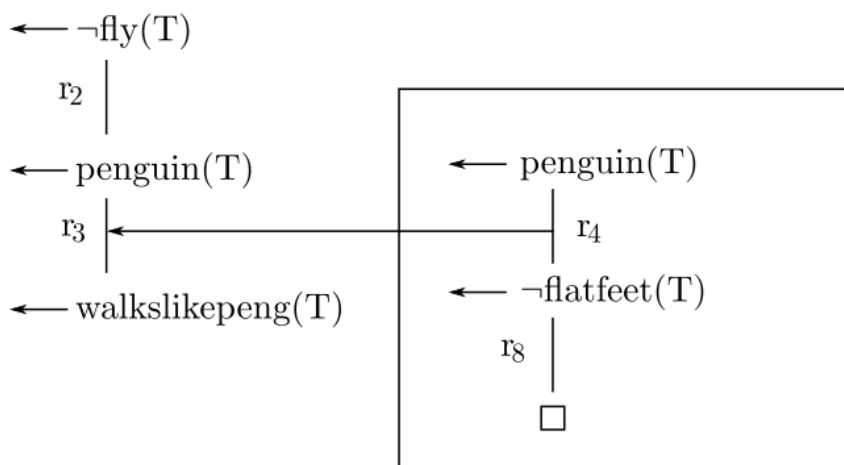 ← ¬fly(T)
r₂
← penguin(T)
r₃
← walkslikepeng(T)
← penguin(T)
r₄
← ¬flatfeet(T)
r₈
□